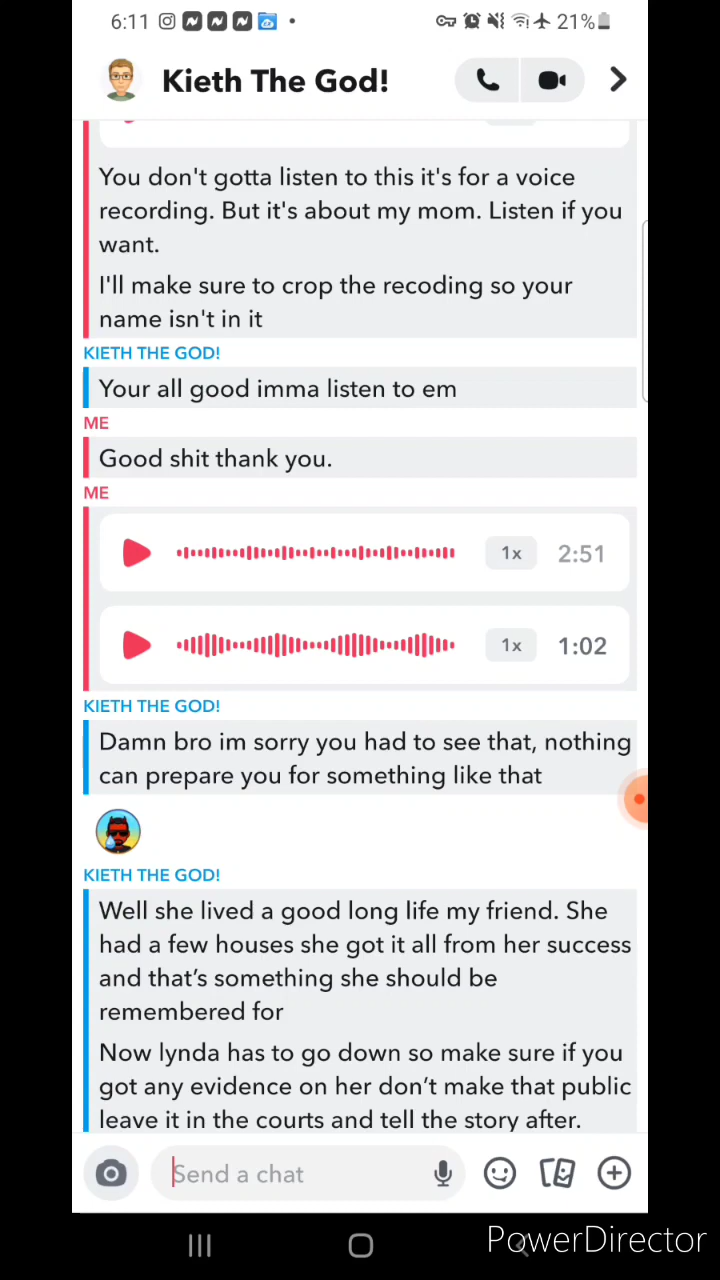 6:11
21%
Kieth The God!
You don't gotta listen to this it's for a voice
recording. But it's about my mom. Listen if you
want.
I'll make sure to crop the recoding so your
name isn't in it
KIETH THE GOD!
Your all good imma listen to em
ME
Good shit thank you.
ME
1x 2:51
1x 1:02
KIETH THE GOD!
Damn bro im sorry you had to see that, nothing
can prepare you for something like that
KIETH THE GOD!
Well she lived a good long life my friend. She
had a few houses she got it all from her success
and that's something she should be
remembered for
Now lynda has to go down so make sure if you
got any evidence on her don't make that public
leave it in the courts and tell the story after.
Send a chat
PowerDirector